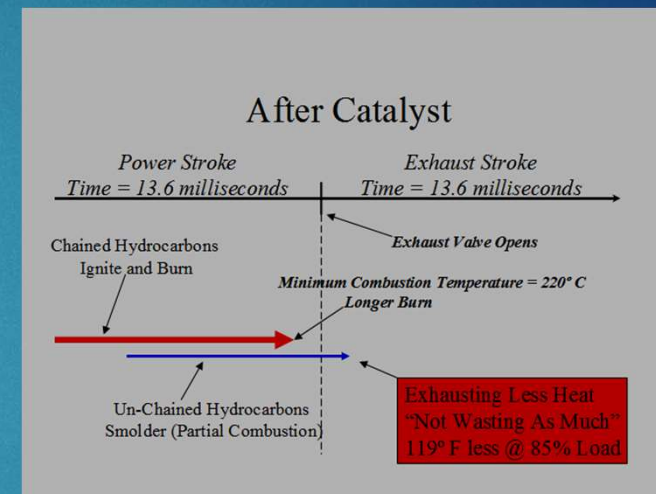 After Catalyst
Power Stroke
Time = 13.6 milliseconds
Exhaust Stroke
Time = 13.6 milliseconds
Exhaust Valve Opens
Chained Hydrocarbons
Ignite and Burn
Minimum Combustion Temperature = 220º C
Longer Burn
Un-Chained Hydrocarbons
Smolder (Partial Combustion)
Exhausting Less Heat
“Not Wasting As Much”
119º F less @ 85% Load